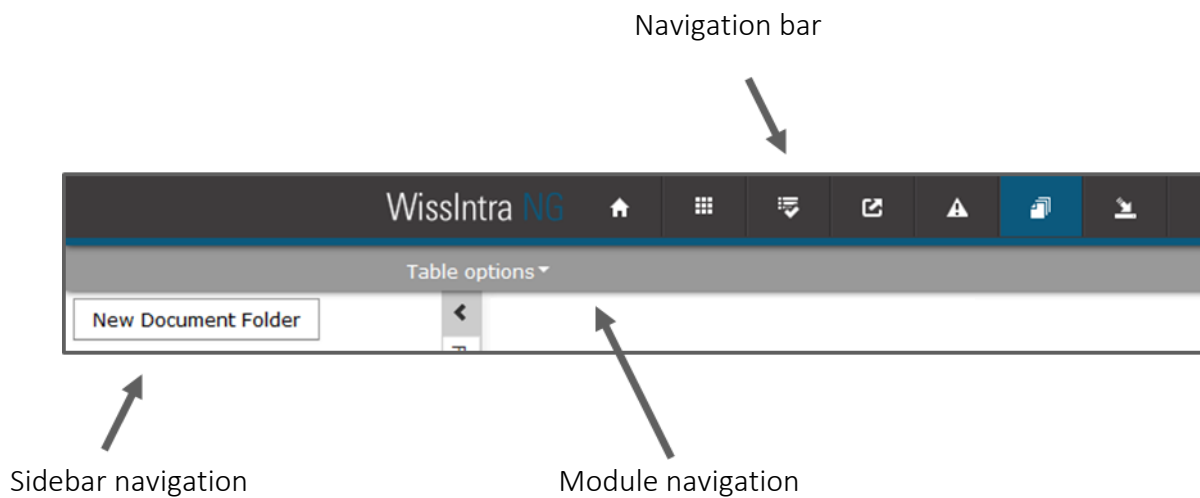 Navigation bar
WissIntra NG
Table options
New Document Folder
Sidebar navigation
Module navigation